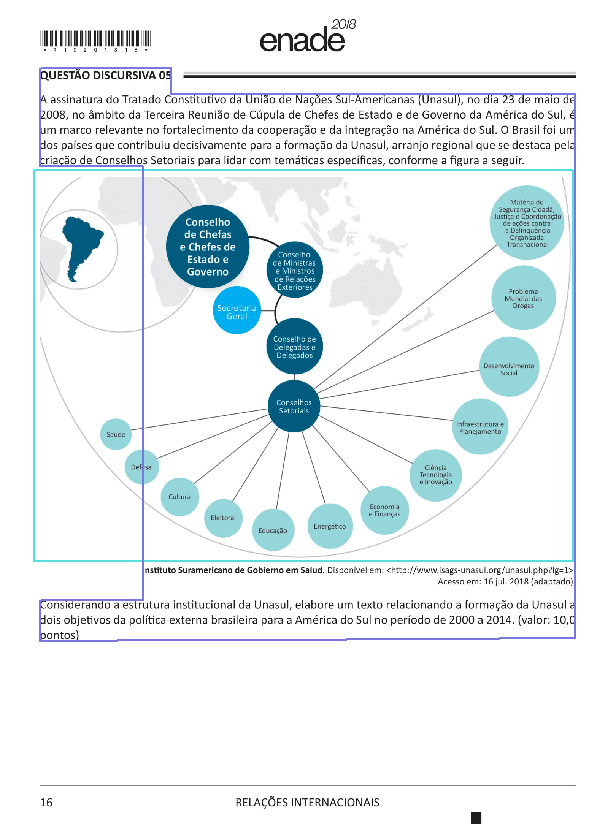 *R1620201818*
enade
2018
QUESTÃO DISCURSIVA 05
A assinatura do Tratado Constitutivo da União de Nações Sul-Americanas (Unasul), no dia 23 de maio de
2008, no âmbito da Terceira Reunião de Cúpula de Chefes de Estado e de Governo da América do Sul, é
um marco relevante no fortalecimento da cooperação e da integração na América do Sul. O Brasil foi um
dos países que contribuiu decisivamente para a formação da Unasul, arranjo regional que se destaca pela
criação de Conselhos Setoriais para lidar com temáticas específicas, conforme a figura a seguir.
Conselho
de Chefas
e Chefes de
Estado e
Governo
Conselho
de Ministras
e Ministros
de Relações
Exteriores
Secretaria
Geral
Conselho de
Delegadas e
Delegados
Conselhos
Setoriais
Matéria de
Segurança Cidadã,
Justiça e Coordenação
de ações contra
a Delinquência
Organizada
Transnacional
Problema
Mundial das
Drogas
Desenvolvimento
Social
Infraestrutura e
Planejamento
Ciência
Tecnologia
e Inovação
Economia
e Finanças
Energético
Educação
Eleitoral
Cultura
Defesa
Saúde
Instituto Suramericano de Gobierno em Salud. Disponível em: <http://www.isags-unasul.org/unasul.php?lg=1>
Acesso em: 16 jul. 2018 (adaptado)
Considerando a estrutura institucional da Unasul, elabore um texto relacionando a formação da Unasul a
dois objetivos da política externa brasileira para a América do Sul no período de 2000 a 2014. (valor: 10,0
pontos)
16
RELAÇÕES INTERNACIONAIS